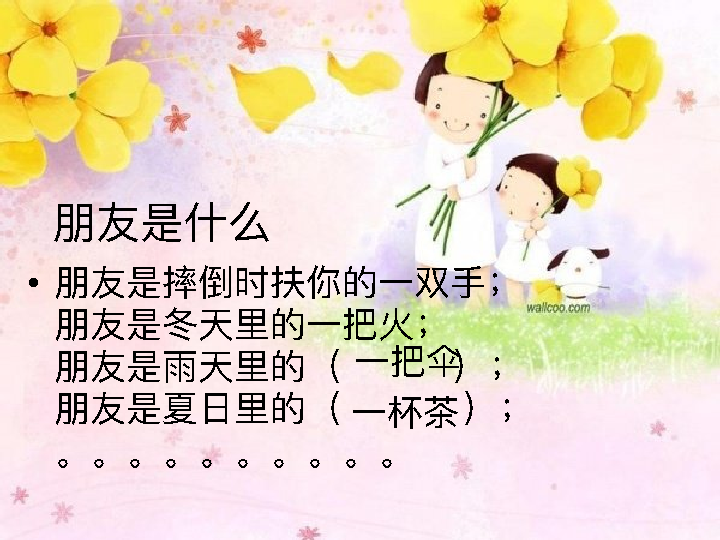 朋友是什么
• 朋友是摔倒时扶你的一双手；
朋友是冬天里的一把火；
朋友是雨天里的（一把伞）；
朋友是夏日里的（一杯茶）；
。。。。。。。。。。
wallcoo.com